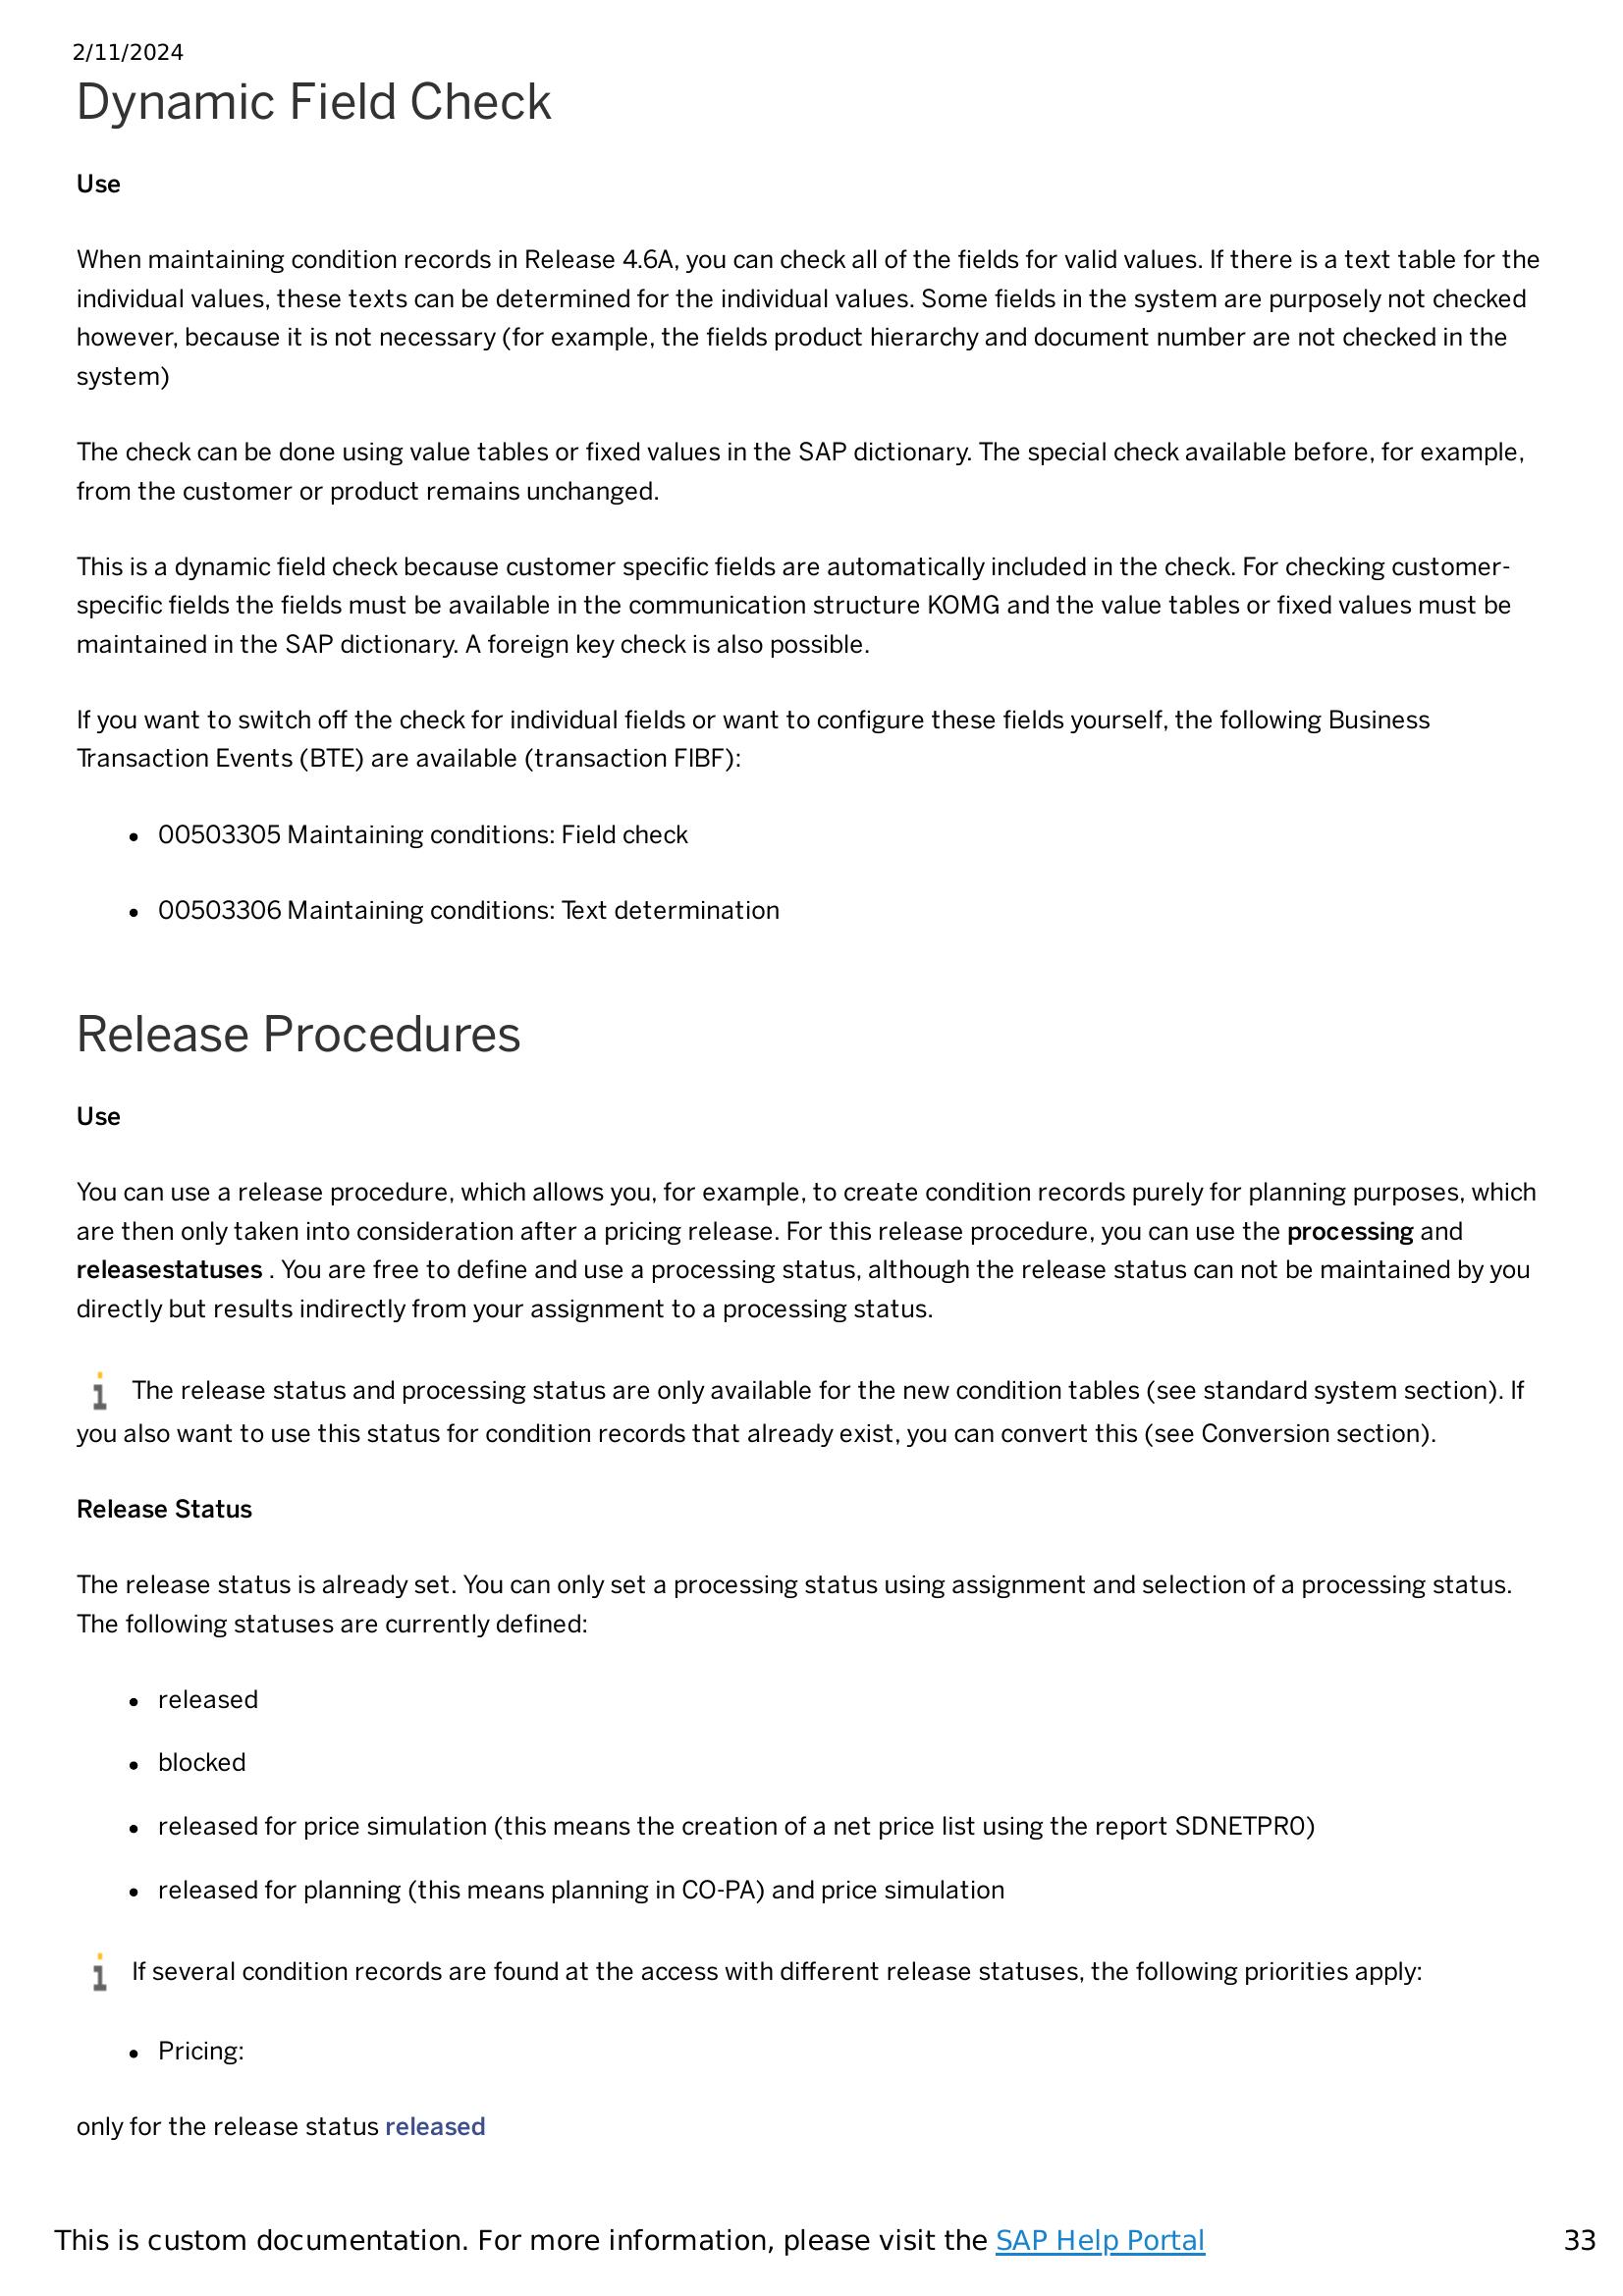 2/11/2024
Dynamic Field Check
Use
When maintaining condition records in Release 4.6A, you can check all of the fields for valid values. If there is a text table for the
individual values, these texts can be determined for the individual values. Some fields in the system are purposely not checked
however, because it is not necessary (for example, the fields product hierarchy and document number are not checked in the
system)
The check can be done using value tables or fixed values in the SAP dictionary. The special check available before, for example,
from the customer or product remains unchanged.
This is a dynamic field check because customer specific fields are automatically included in the check. For checking customer-
specific fields the fields must be available in the communication structure KOMG and the value tables or fixed values must be
maintained in the SAP dictionary. A foreign key check is also possible.
If you want to switch off the check for individual fields or want to configure these fields yourself, the following Business
Transaction Events (BTE) are available (transaction FIBF):
• 00503305 Maintaining conditions: Field check
• 00503306 Maintaining conditions: Text determination
Release Procedures
Use
You can use a release procedure, which allows you, for example, to create condition records purely for planning purposes, which
are then only taken into consideration after a pricing release. For this release procedure, you can use the processing and
releasestatuses . You are free to define and use a processing status, although the release status can not be maintained by you
directly but results indirectly from your assignment to a processing status.
The release status and processing status are only available for the new condition tables (see standard system section). If
you also want to use this status for condition records that already exist, you can convert this (see Conversion section).
Release Status
The release status is already set. You can only set a processing status using assignment and selection of a processing status.
The following statuses are currently defined:
• released
• blocked
• released for price simulation (this means the creation of a net price list using the report SDNETPR0)
• released for planning (this means planning in CO-PA) and price simulation
If several condition records are found at the access with different release statuses, the following priorities apply:
• Pricing:
only for the release status released
This is custom documentation. For more information, please visit the SAP Help Portal
33